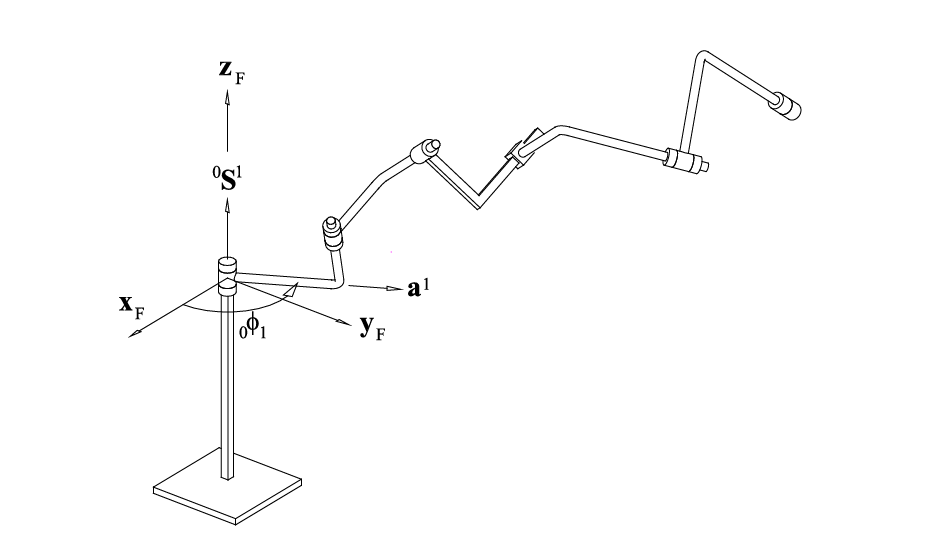 z_F
⁰S¹
a¹
x_F
₀ϕ₁
y_F